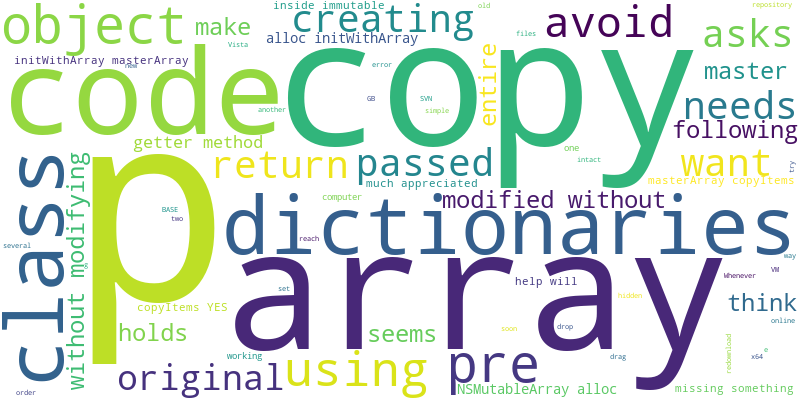 inside immutable
old
repository
object
make
creating
avoid
asks
alloc initWithArray
Vista
code
copy
entire
initWithArray masterArray
new
files
error
master
GB
SVN
needs
another
simple
following
getter method
one
intact
try
class
without modifying
p
return
passed
want
much appreciated
masterArray copyItems
computer
modified without
BASE
two
dictionaries
several
reach
array
way
g
Whenever
VM
help will
set
hidden
copyItems YES
think
holds
soon
drop
online
seems
working
e
drag
x64
redownload
original
using
pre
order
NSMutableArray alloc
missing something